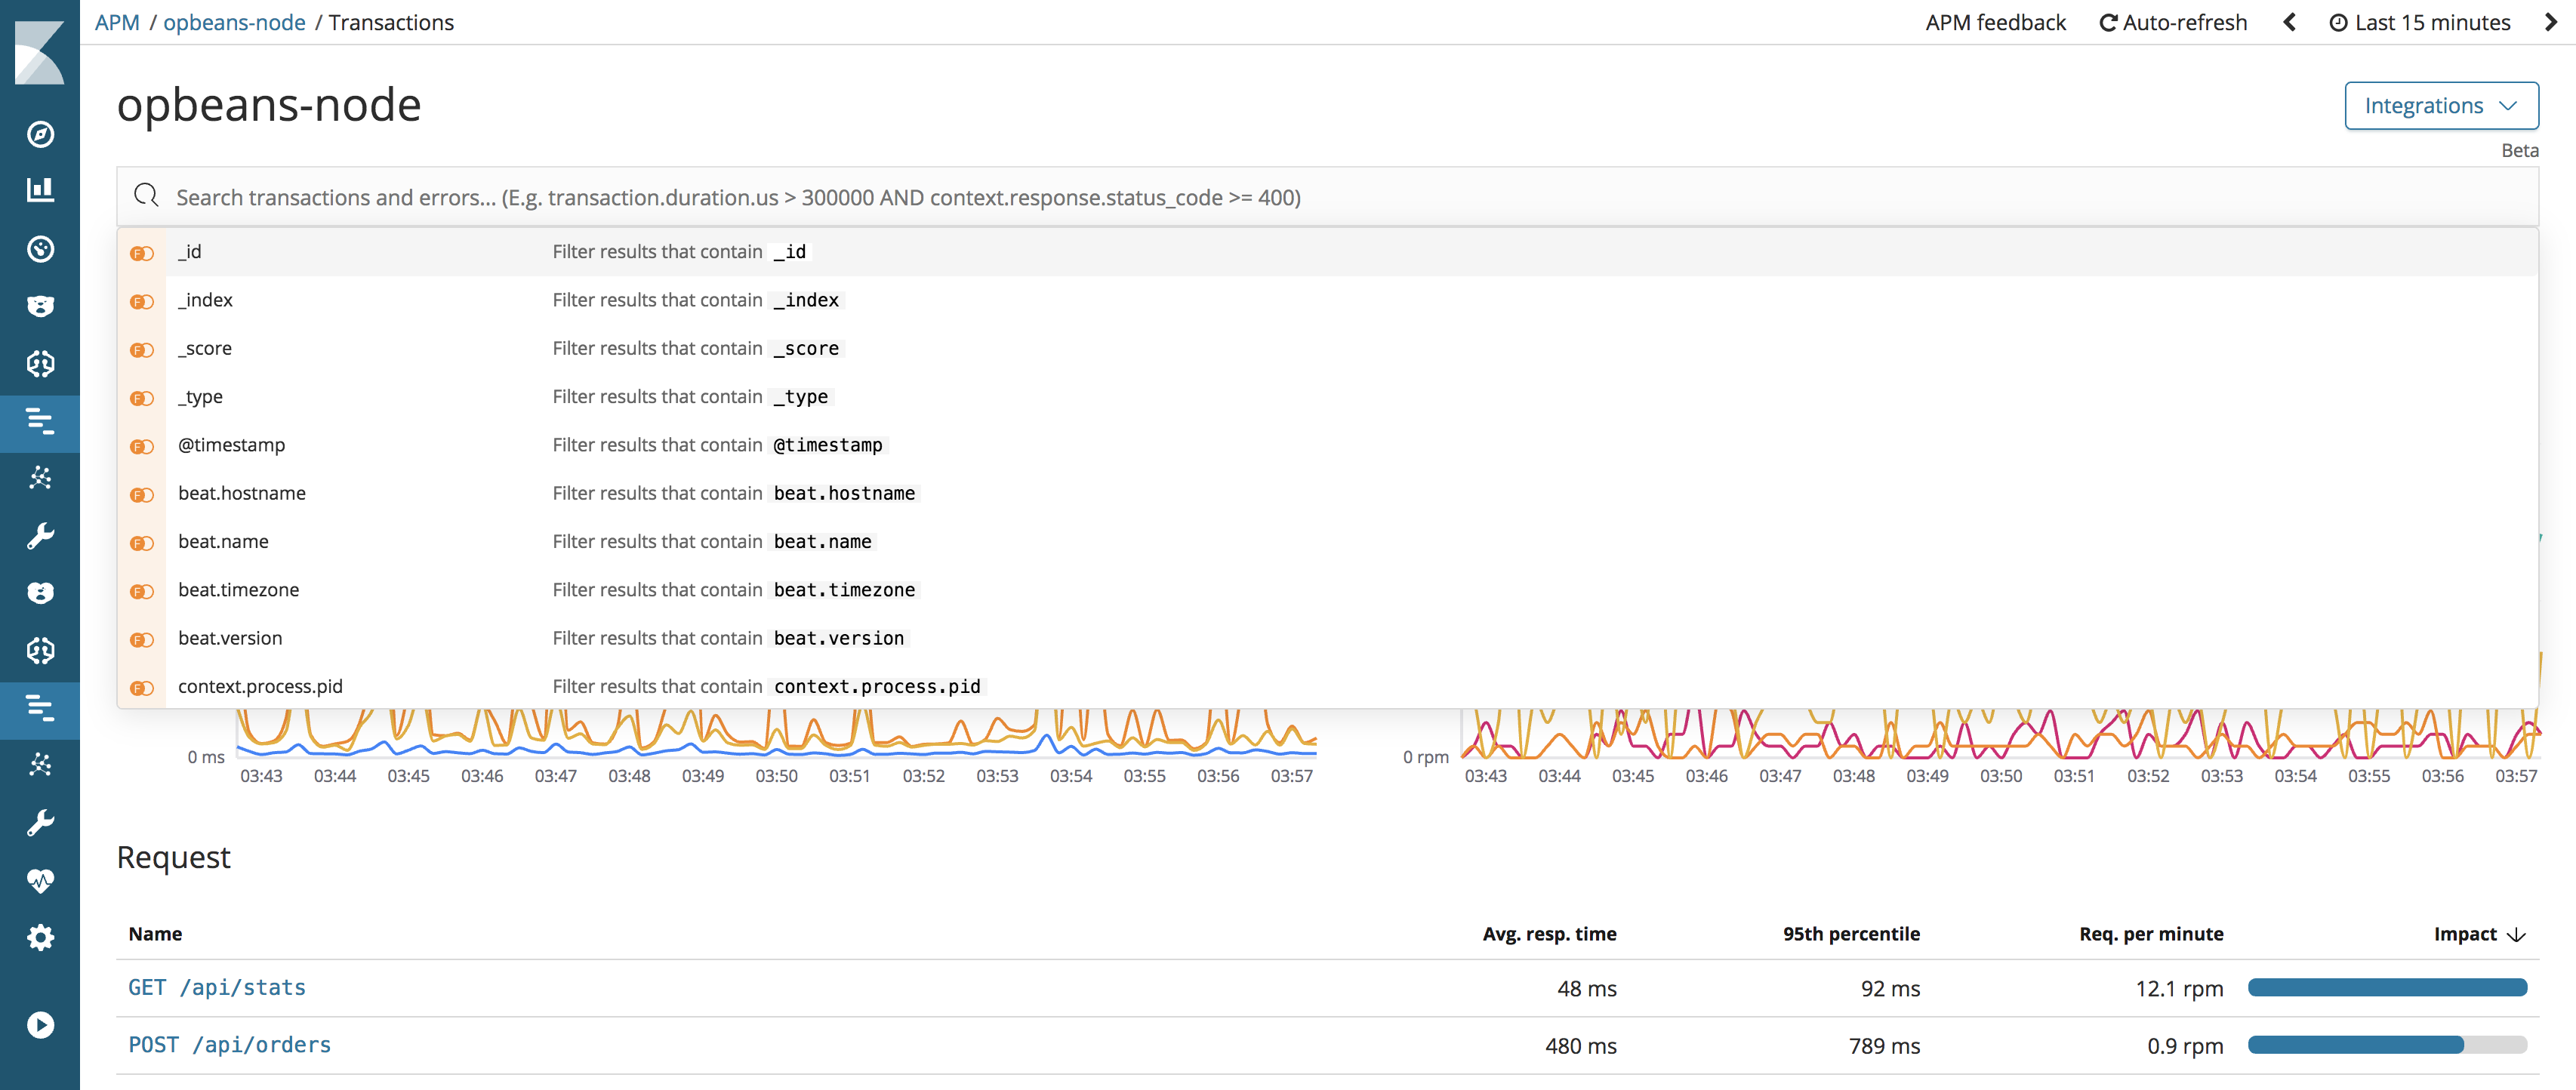 APM / opbeans-node / Transactions APM feedback Auto-refresh Last 15 minutes
opbeans-node
Integrations
Beta
Search transactions and errors... (E.g. transaction.duration.us > 300000 AND context.response.status_code >= 400)
F _id Filter results that contain _id
F _index Filter results that contain _index
F _score Filter results that contain _score
F _type Filter results that contain _type
F @timestamp Filter results that contain @timestamp
F beat.hostname Filter results that contain beat.hostname
F beat.name Filter results that contain beat.name
F beat.timezone Filter results that contain beat.timezone
F beat.version Filter results that contain beat.version
F context.process.pid Filter results that contain context.process.pid
0 ms
03:43 03:44 03:45 03:46 03:47 03:48 03:49 03:50 03:51 03:52 03:53 03:54 03:55 03:56 03:57
0 rpm
03:43 03:44 03:45 03:46 03:47 03:48 03:49 03:50 03:51 03:52 03:53 03:54 03:55 03:56 03:57
Request
Name Avg. resp. time 95th percentile Req. per minute Impact
GET /api/stats 48 ms 92 ms 12.1 rpm
POST /api/orders 480 ms 789 ms 0.9 rpm